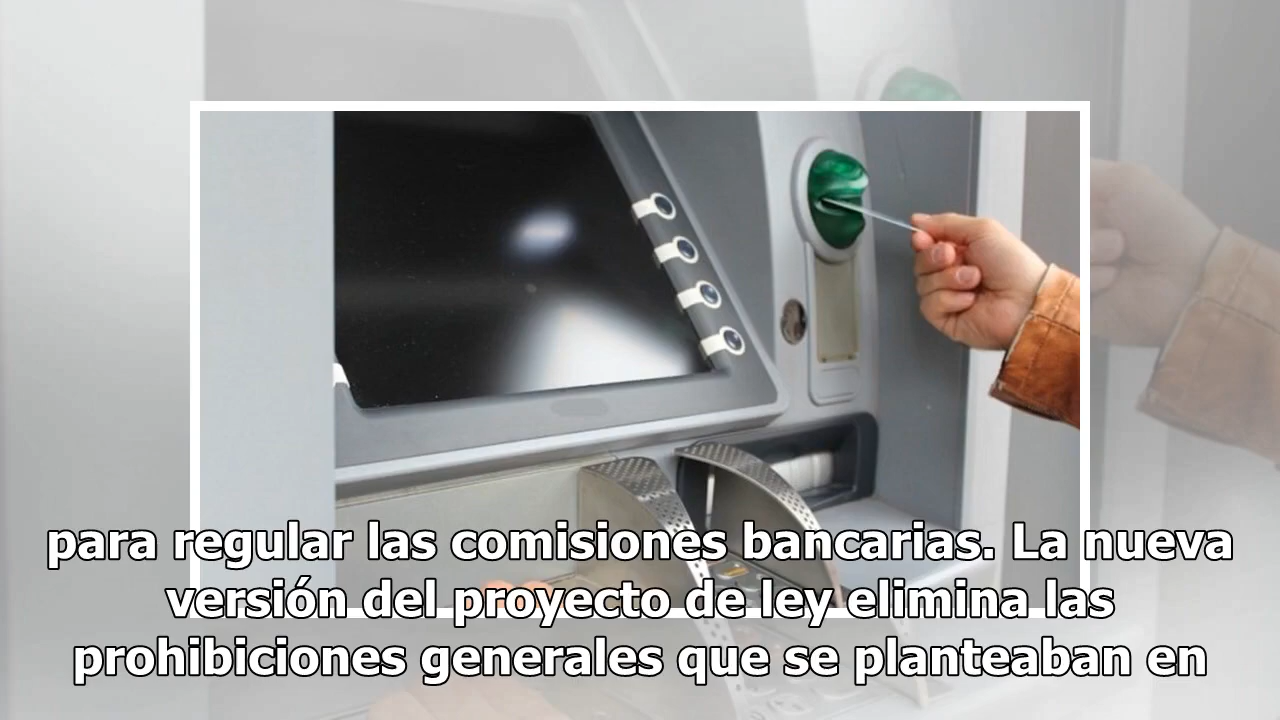 para regular las comisiones bancarias. La nueva
versión del proyecto de ley elimina las
prohibiciones generales que se planteaban en